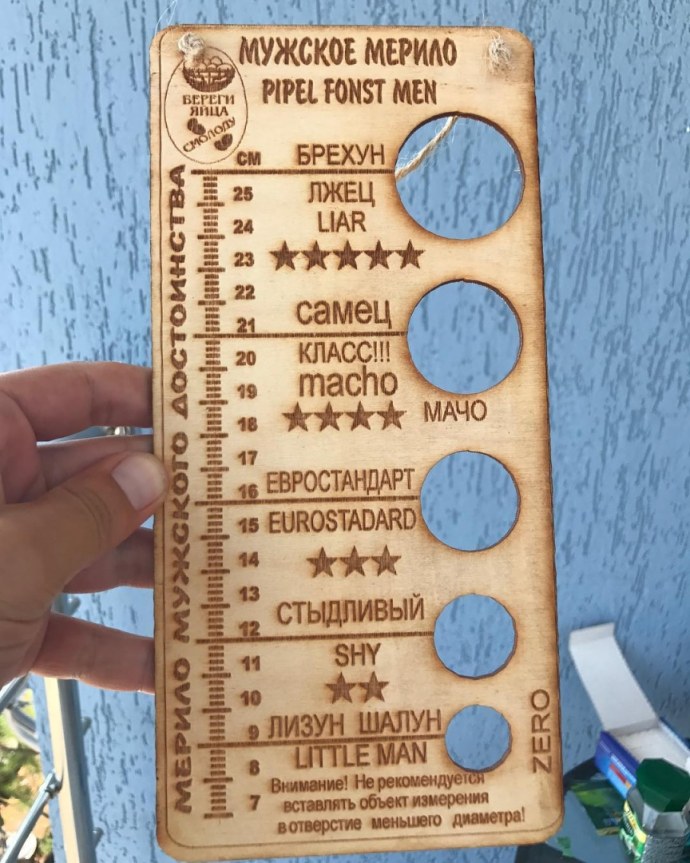 МУЖСКОЕ МЕРИЛО
PIPEL FONST MEN
БЕРЕГИ
ЯЙЦА
СМОЛОДУ
МЕРИЛО МУЖСКОГО ДОСТОИНСТВА
СМ
БРЕХУН
25
ЛЖЕЦ
24
LIAR
23
22
21
самец
20
КЛАСС!!!
19
macho
18
МАЧО
17
16
ЕВРОСТАНДАРТ
15
EUROSTADARD
14
13
СТЫДЛИВЫЙ
12
11
SHY
10
9
ЛИЗУН ШАЛУН
8
LITTLE MAN
7
ZERO
Внимание! Не рекомендуется
вставлять объект измерения
в отверстие меньшего диаметра!